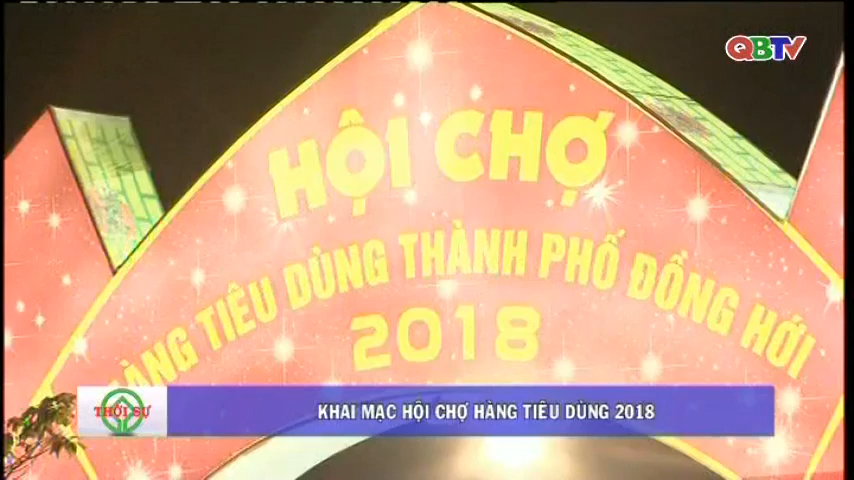 QBTV
HỘI CHỢ
HÀNG TIÊU DÙNG THÀNH PHỐ ĐỒNG HỚI
2018
THỜI SỰ
KHAI MẠC HỘI CHỢ HÀNG TIÊU DÙNG 2018